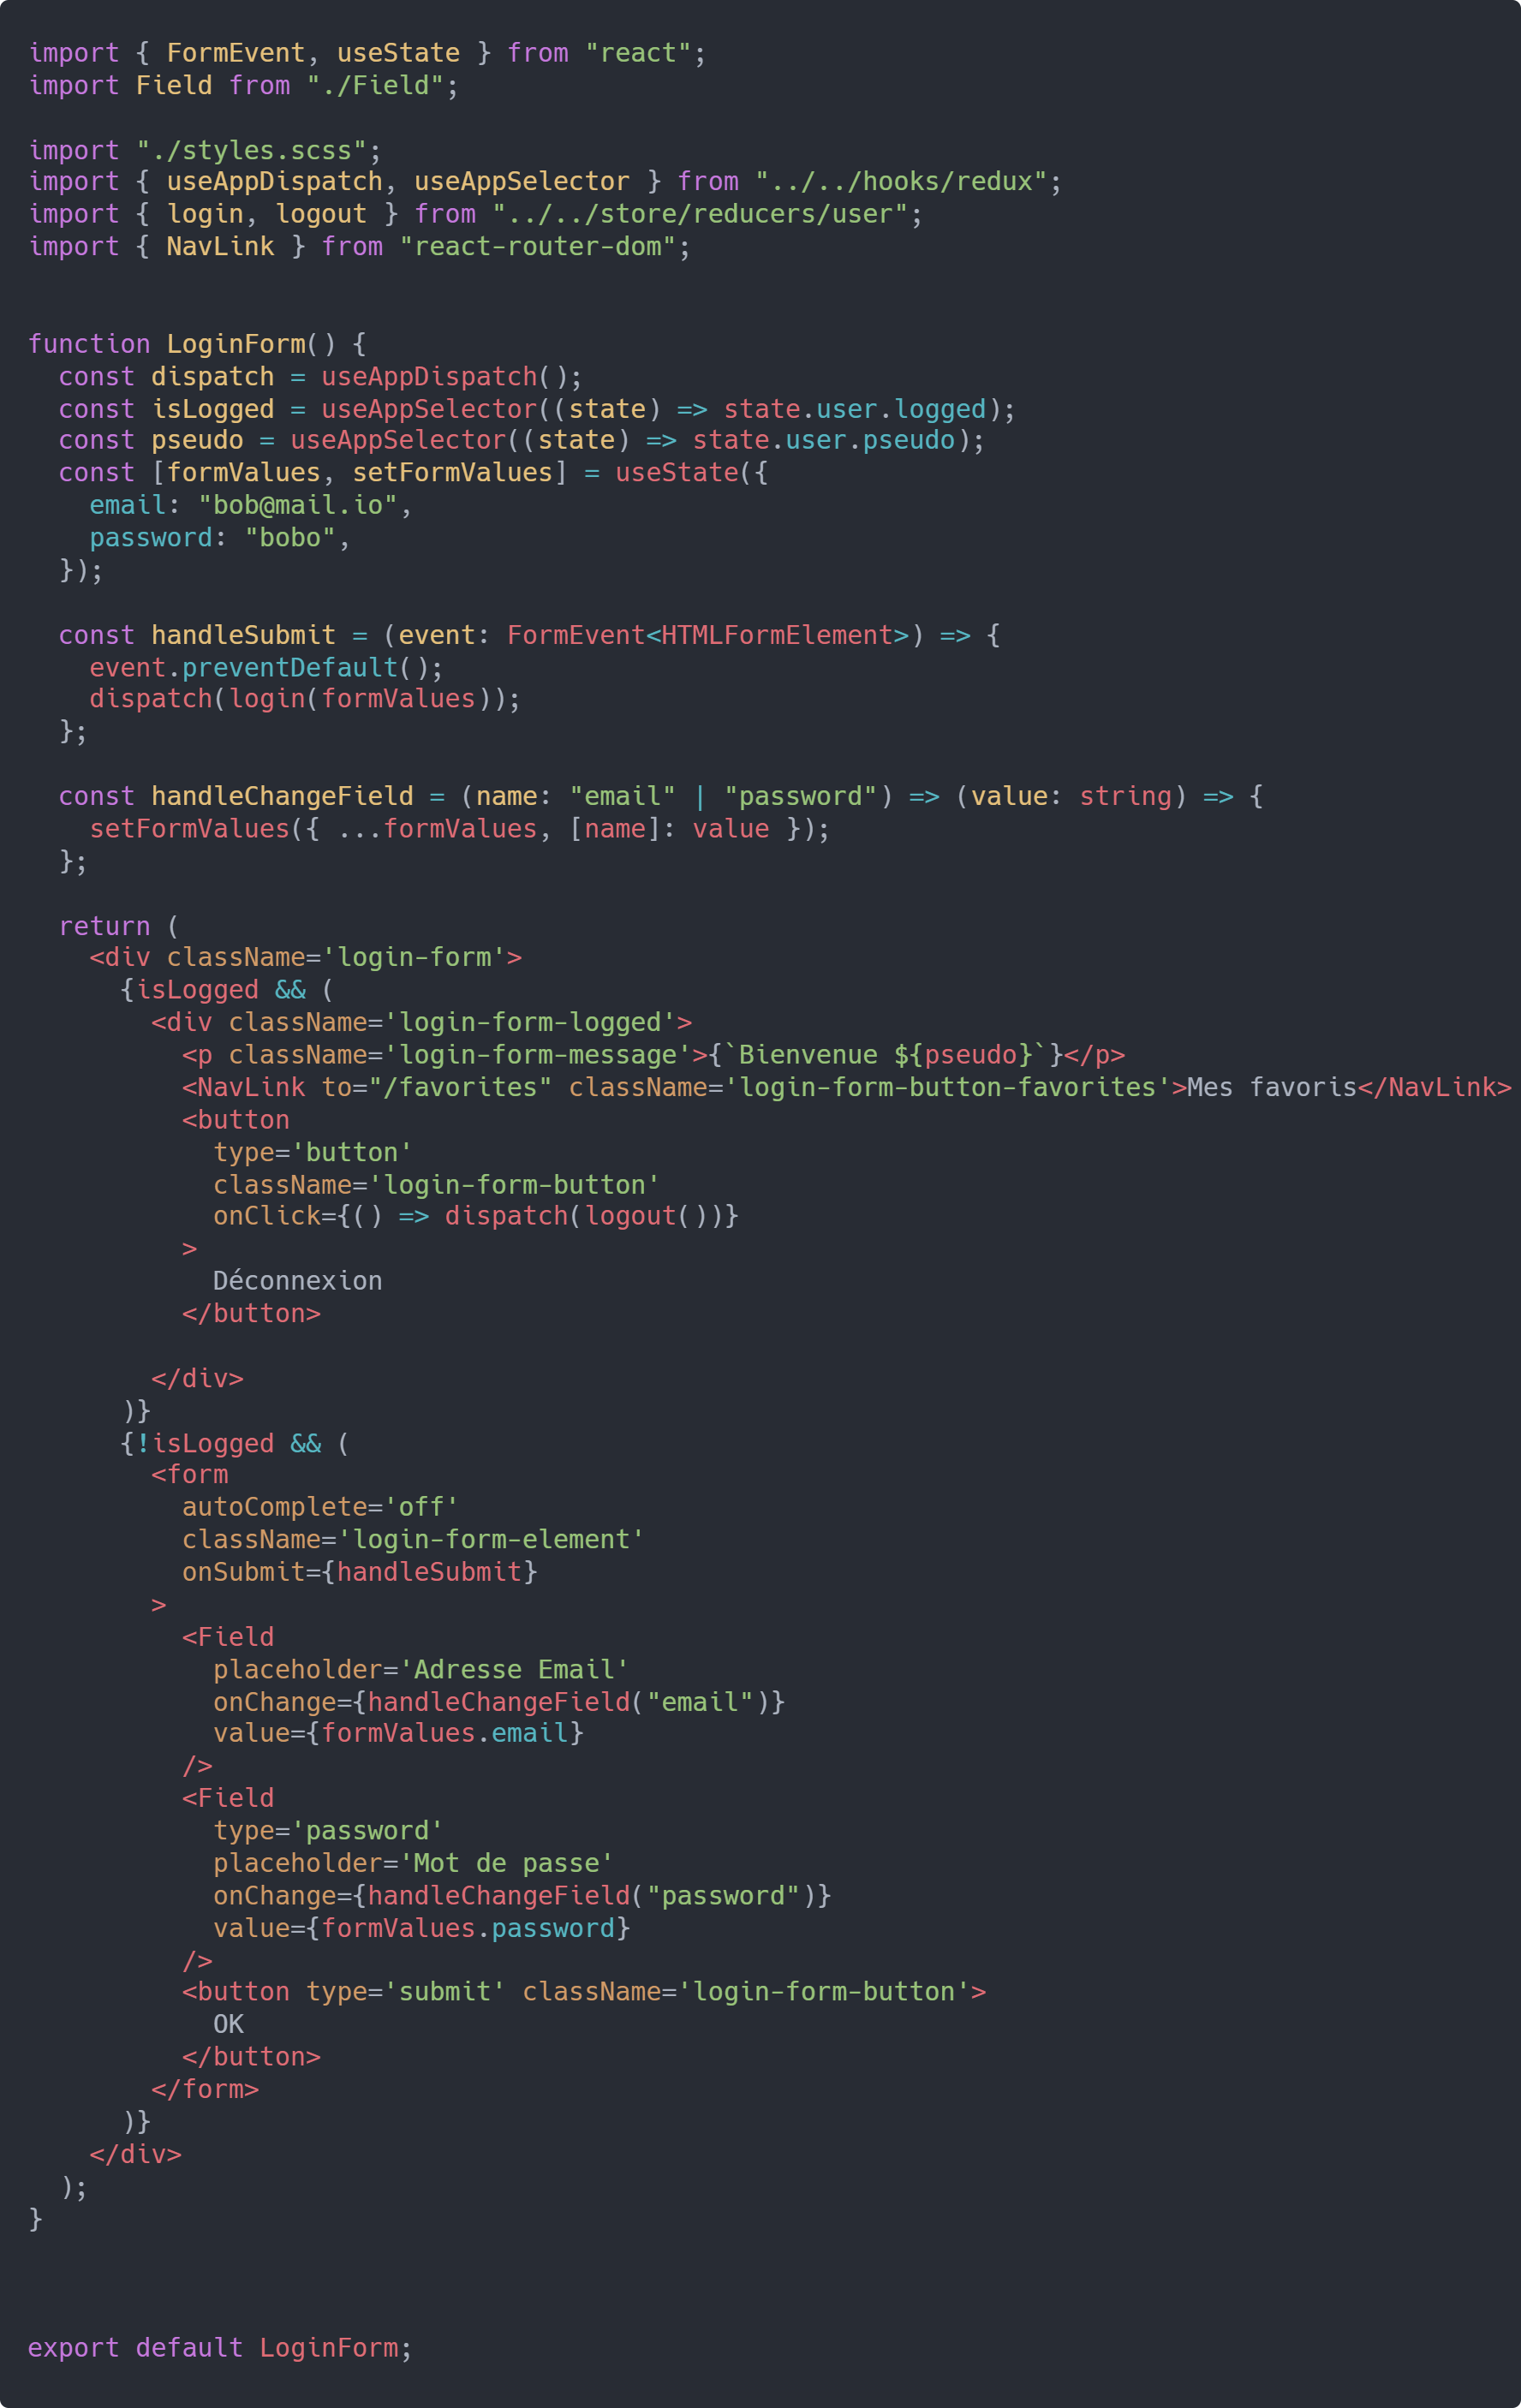 import { FormEvent, useState } from "react";
import Field from "./Field";

import "./styles.scss";
import { useAppDispatch, useAppSelector } from "../../hooks/redux";
import { login, logout } from "../../store/reducers/user";
import { NavLink } from "react-router-dom";


function LoginForm() {
  const dispatch = useAppDispatch();
  const isLogged = useAppSelector((state) => state.user.logged);
  const pseudo = useAppSelector((state) => state.user.pseudo);
  const [formValues, setFormValues] = useState({
    email: "bob@mail.io",
    password: "bobo",
  });

  const handleSubmit = (event: FormEvent<HTMLFormElement>) => {
    event.preventDefault();
    dispatch(login(formValues));
  };

  const handleChangeField = (name: "email" | "password") => (value: string) => {
    setFormValues({ ...formValues, [name]: value });
  };

  return (
    <div className='login-form'>
      {isLogged && (
        <div className='login-form-logged'>
          <p className='login-form-message'>{`Bienvenue ${pseudo}`}</p>
          <NavLink to="/favorites" className='login-form-button-favorites'>Mes favoris</NavLink>
          <button
            type='button'
            className='login-form-button'
            onClick={() => dispatch(logout())}
          >
            Déconnexion
          </button>

        </div>
      )}
      {!isLogged && (
        <form
          autoComplete='off'
          className='login-form-element'
          onSubmit={handleSubmit}
        >
          <Field
            placeholder='Adresse Email'
            onChange={handleChangeField("email")}
            value={formValues.email}
          />
          <Field
            type='password'
            placeholder='Mot de passe'
            onChange={handleChangeField("password")}
            value={formValues.password}
          />
          <button type='submit' className='login-form-button'>
            OK
          </button>
        </form>
      )}
    </div>
  );
}



export default LoginForm;